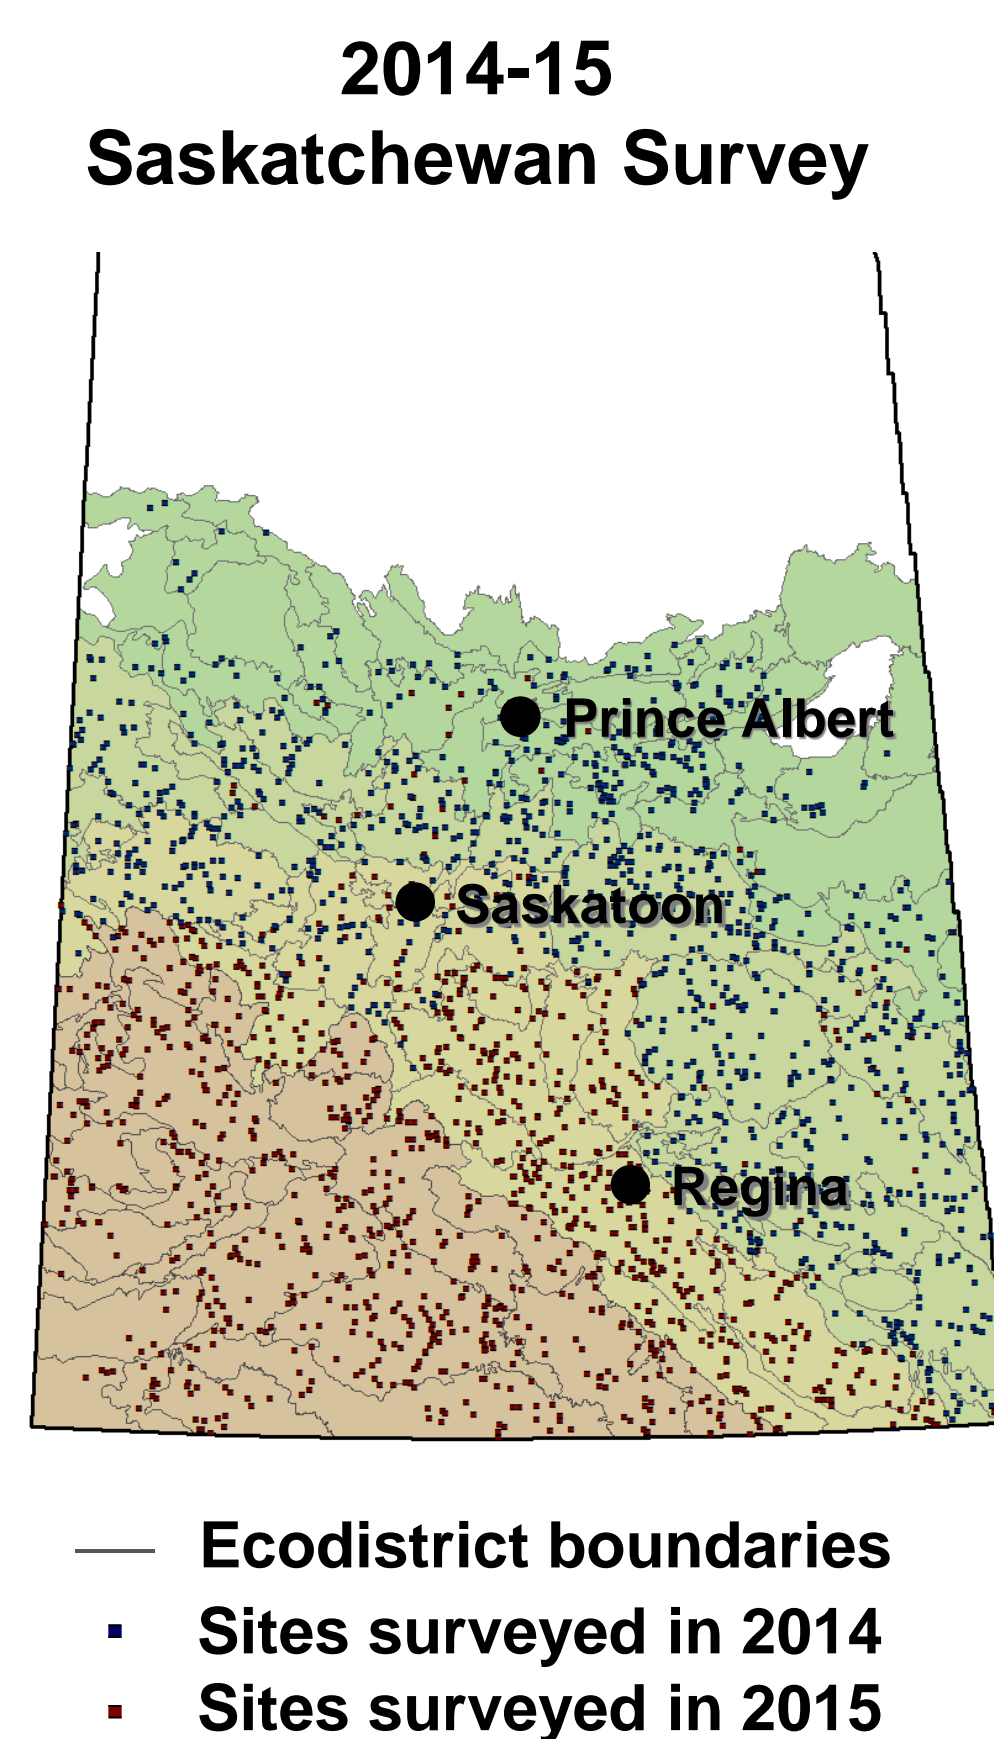 2014-15
Saskatchewan Survey
Prince Albert
Saskatoon
Regina
Ecodistrict boundaries
Sites surveyed in 2014
Sites surveyed in 2015